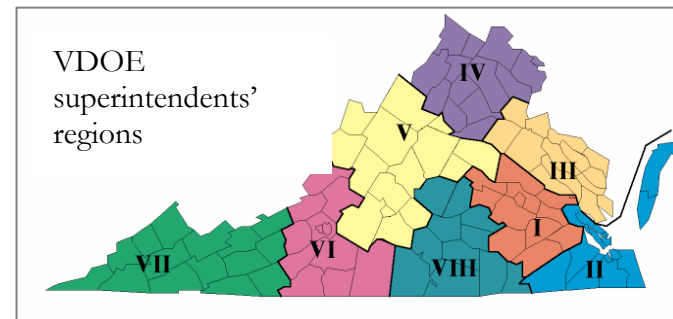 VDOE
superintendents’
regions
IV
V
III
I
VI
VII
VIII
II